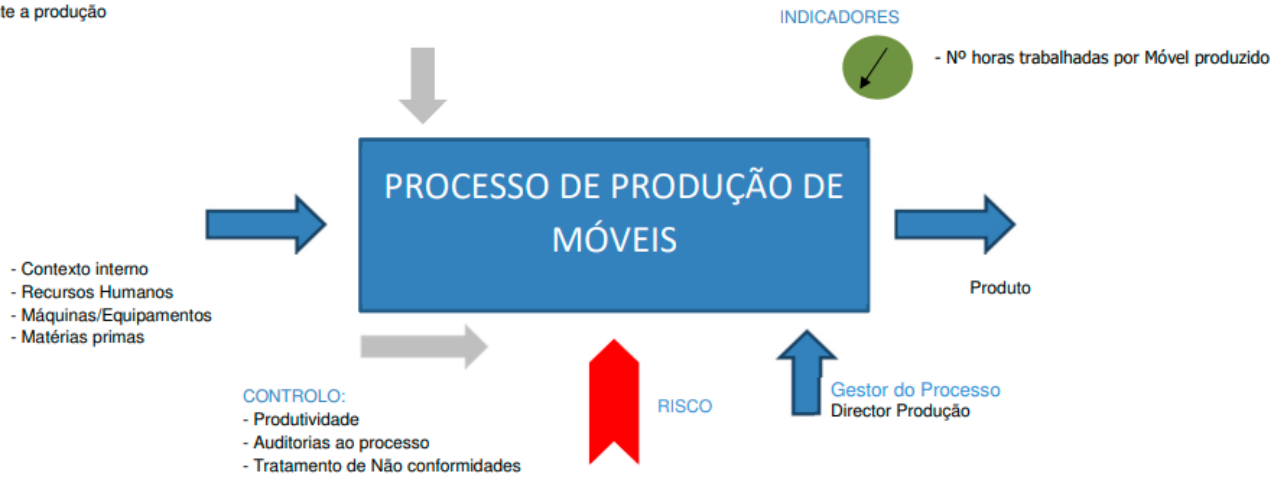 te a produção
INDICADORES
- Nº horas trabalhadas por Móvel produzido
PROCESSO DE PRODUÇÃO DE
MÓVEIS
- Contexto interno
- Recursos Humanos
- Máquinas/Equipamentos
- Matérias primas
Produto
CONTROLO:
- Produtividade
- Auditorias ao processo
- Tratamento de Não conformidades
RISCO
Gestor do Processo
Director Produção